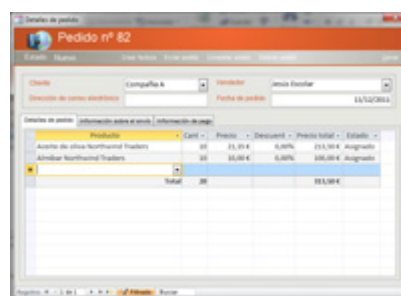 Detalles de pedido
Pedido nº 82
Estado Nuevo
Cliente Compañía A Vendedor Jesús Escolar
Dirección de correo electrónico Fecha de pedido 11/12/2011
Detalles de pedido Información sobre el envío Información de pago
Producto Cant Precio Descuent Precio total Estado
Aceite de oliva Northwind Traders 10 21,35 € 0,00% 213,50 € Asignado
Almíbar Northwind Traders 10 10,00 € 0,00% 100,00 € Asignado
Total 20 313,50 €
Registro: 1 de 1 Filtrado Buscar